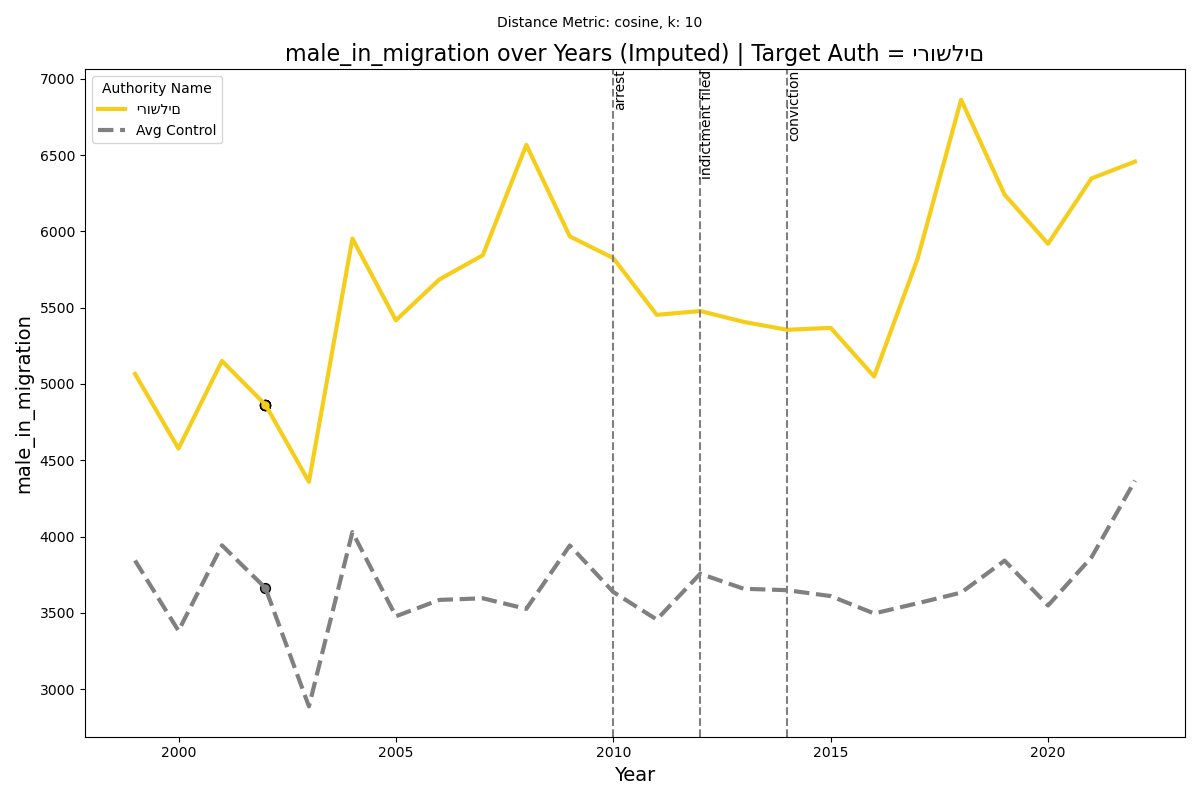 Distance Metric: cosine, k: 10
male_in_migration over Years (Imputed) | Target Auth = ירושלים
Authority Name
ירושלים
Avg Control
arrest
indictment filed
conviction
7000
6500
6000
5500
5000
4500
4000
3500
3000
male_in_migration
2000
2005
2010
2015
2020
Year